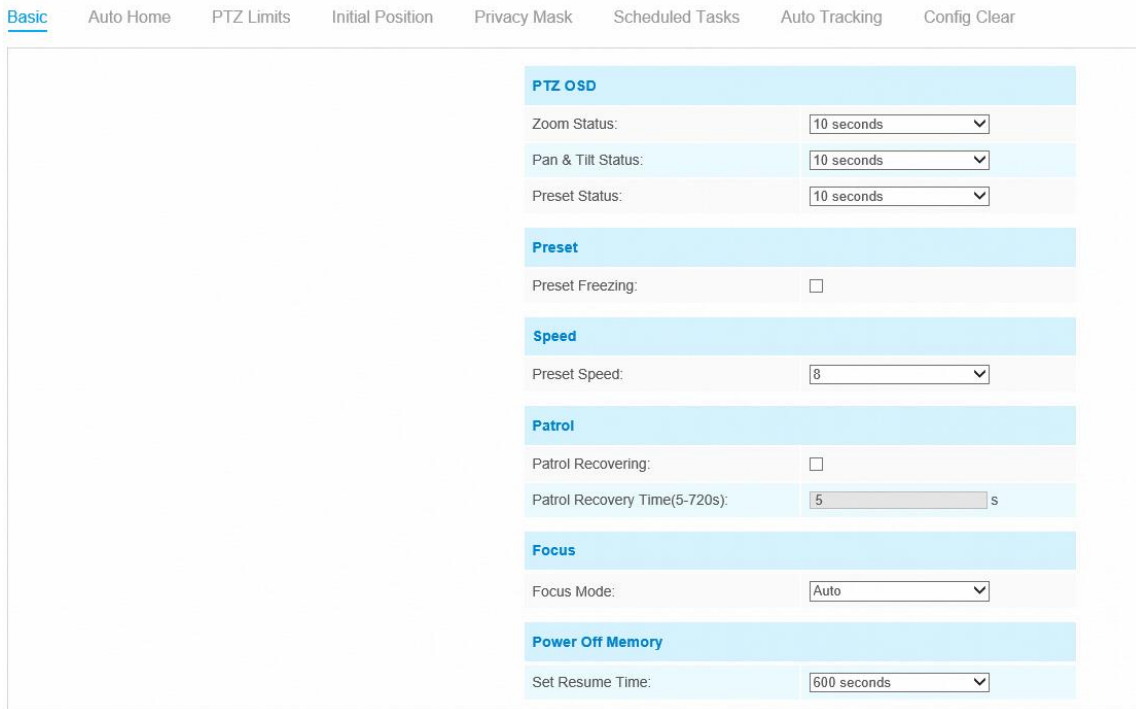 Basic Auto Home PTZ Limits Initial Position Privacy Mask Scheduled Tasks Auto Tracking Config Clear
PTZ OSD
Zoom Status: 10 seconds
Pan & Tilt Status: 10 seconds
Preset Status: 10 seconds
Preset
Preset Freezing:
Speed
Preset Speed: 8
Patrol
Patrol Recovering:
Patrol Recovery Time(5-720s): 5 s
Focus
Focus Mode: Auto
Power Off Memory
Set Resume Time: 600 seconds